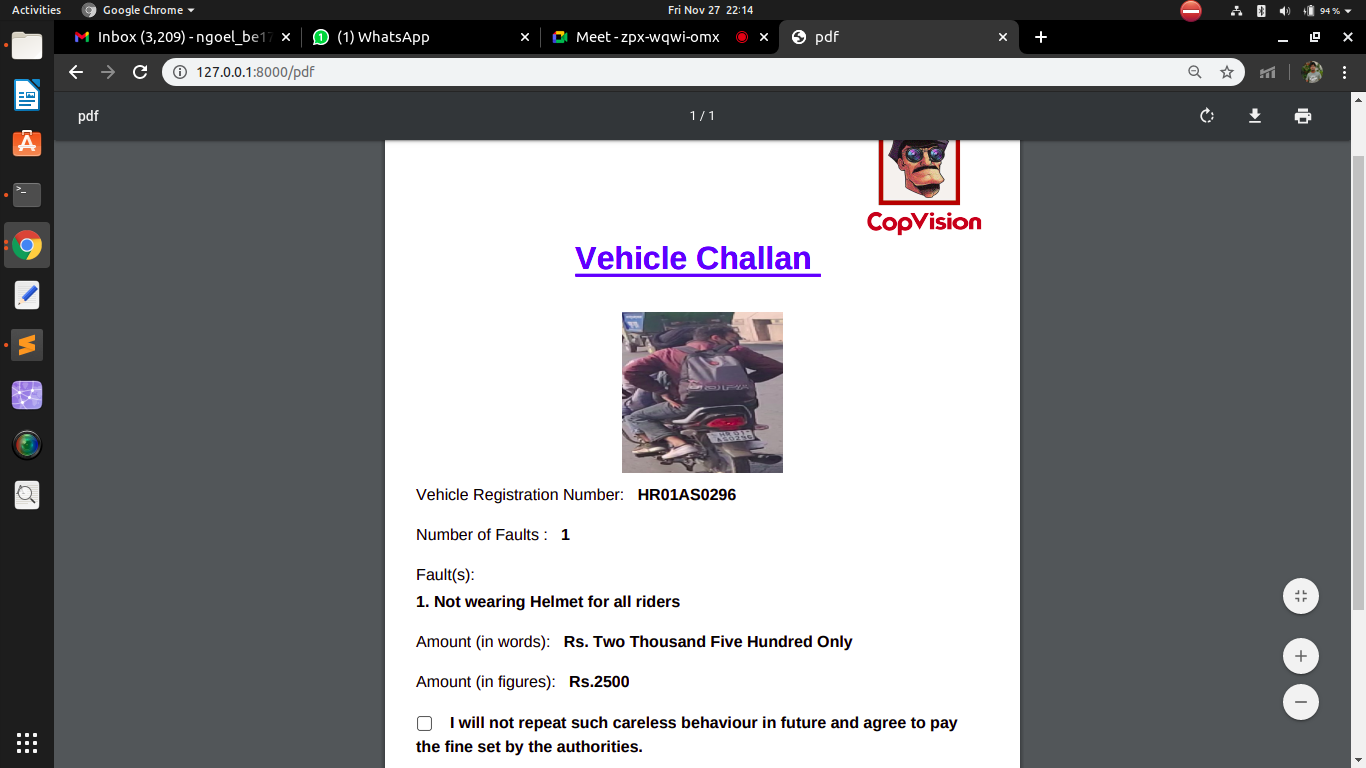 Activities Google Chrome Fri Nov 27 22:14 94 %
Inbox (3,209) - ngoel_be17 (1) WhatsApp Meet - zpx-wqwi-omx pdf
127.0.0.1:8000/pdf
pdf 1 / 1
CopVision
Vehicle Challan
Vehicle Registration Number: HR01AS0296
Number of Faults : 1
Fault(s):
1. Not wearing Helmet for all riders
Amount (in words): Rs. Two Thousand Five Hundred Only
Amount (in figures): Rs.2500
I will not repeat such careless behaviour in future and agree to pay
the fine set by the authorities.